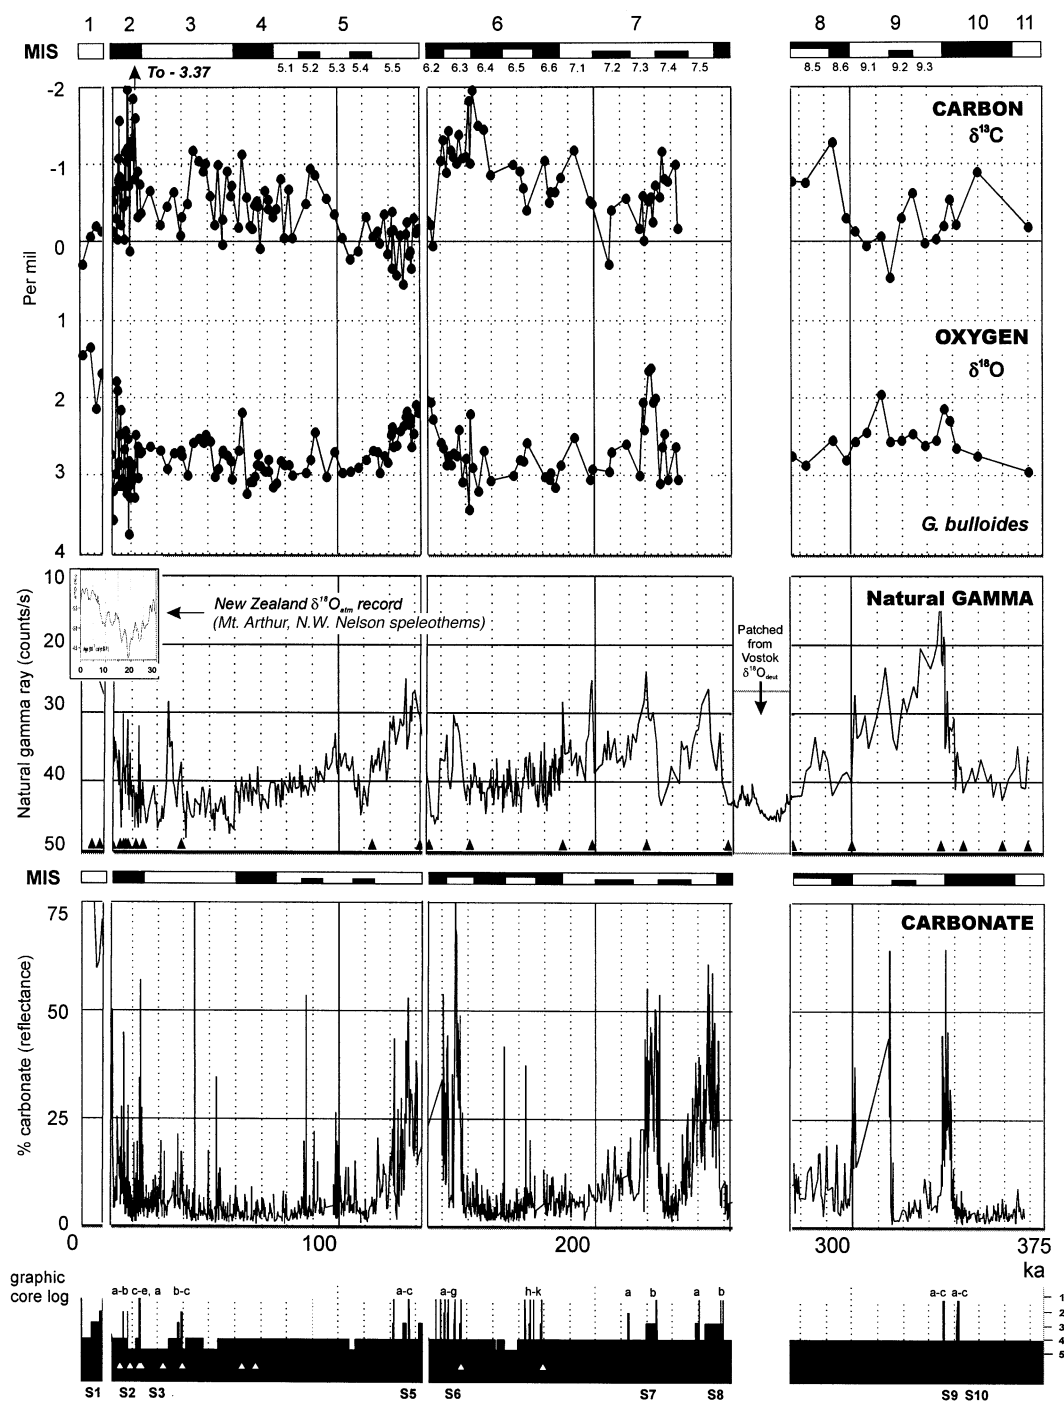 1 2 3 4 5 6 7 8 9 10 11
MIS
5.1 5.2 5.3 5.4 5.5 6.2 6.3 6.4 6.5 6.6 7.1 7.2 7.3 7.4 7.5 8.5 8.6 9.1 9.2 9.3
To - 3.37
-2
CARBON
δ¹³C
-1
0
Per mil
1
OXYGEN
δ¹⁸O
2
3
G. bulloides
4
10
New Zealand δ¹⁸Oatm record
(Mt. Arthur, N.W. Nelson speleothems)
0 10 20 30
Natural GAMMA
Patched
from
Vostok
δ¹⁸Odeut
20
30
40
50
Natural gamma ray (counts/s)
MIS
75
CARBONATE
50
25
0
% carbonate (reflectance)
0 100 200 300 375
ka
graphic
core log
a-b c-e, a b-c a-c a-g h-k a b a b a-c a-c
1
2
3
4
5
S1 S2 S3 S5 S6 S7 S8 S9 S10